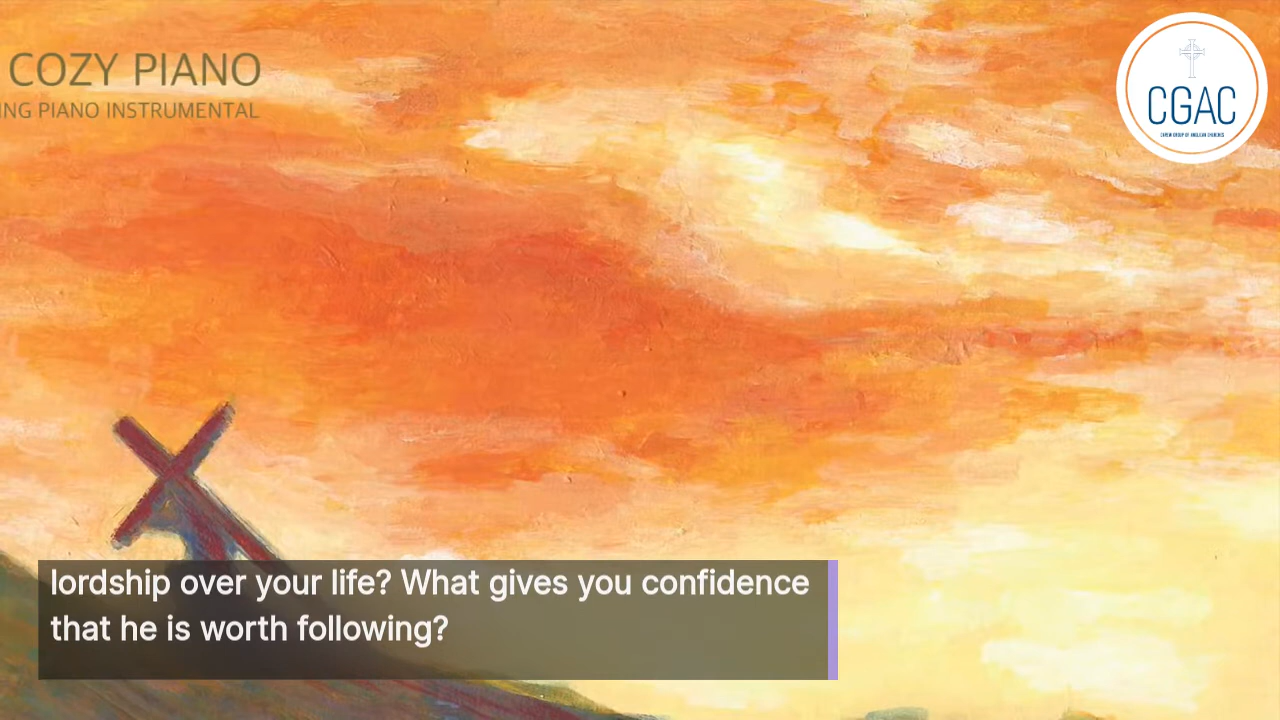 COZY PIANO
ING PIANO INSTRUMENTAL
CGAC
lordship over your life? What gives you confidence
that he is worth following?